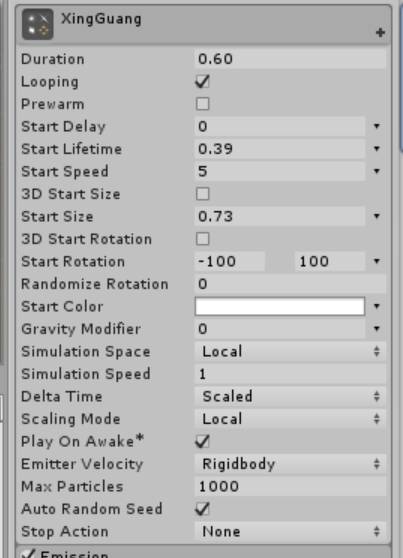 XingGuang
Duration 0.60
Looping
Prewarm
Start Delay 0
Start Lifetime 0.39
Start Speed 5
3D Start Size
Start Size 0.73
3D Start Rotation
Start Rotation -100 100
Randomize Rotation 0
Start Color
Gravity Modifier 0
Simulation Space Local
Simulation Speed 1
Delta Time Scaled
Scaling Mode Local
Play On Awake*
Emitter Velocity Rigidbody
Max Particles 1000
Auto Random Seed
Stop Action None
Emission